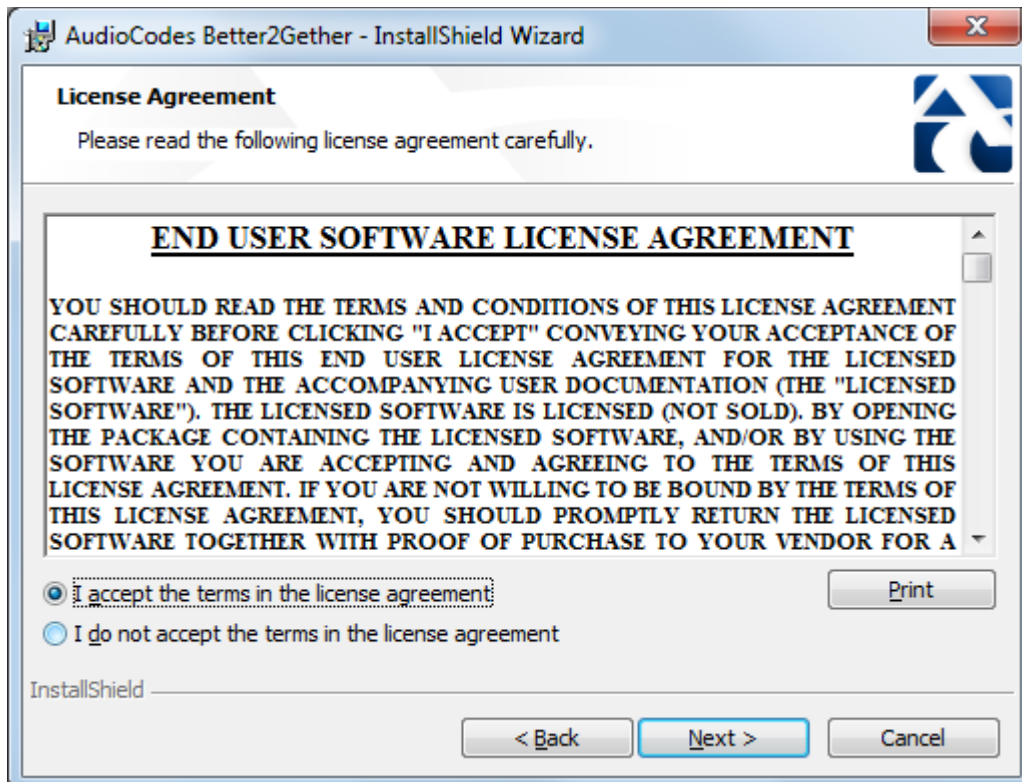 AudioCodes Better2Gether - InstallShield Wizard
License Agreement
Please read the following license agreement carefully.
END USER SOFTWARE LICENSE AGREEMENT
YOU SHOULD READ THE TERMS AND CONDITIONS OF THIS LICENSE AGREEMENT
CAREFULLY BEFORE CLICKING "I ACCEPT" CONVEYING YOUR ACCEPTANCE OF
THE TERMS OF THIS END USER LICENSE AGREEMENT FOR THE LICENSED
SOFTWARE AND THE ACCOMPANYING USER DOCUMENTATION (THE "LICENSED
SOFTWARE"). THE LICENSED SOFTWARE IS LICENSED (NOT SOLD). BY OPENING
THE PACKAGE CONTAINING THE LICENSED SOFTWARE, AND/OR BY USING THE
SOFTWARE YOU ARE ACCEPTING AND AGREEING TO THE TERMS OF THIS
LICENSE AGREEMENT. IF YOU ARE NOT WILLING TO BE BOUND BY THE TERMS OF
THIS LICENSE AGREEMENT, YOU SHOULD PROMPTLY RETURN THE LICENSED
SOFTWARE TOGETHER WITH PROOF OF PURCHASE TO YOUR VENDOR FOR A
I accept the terms in the license agreement
Print
I do not accept the terms in the license agreement
InstallShield
< Back
Next >
Cancel